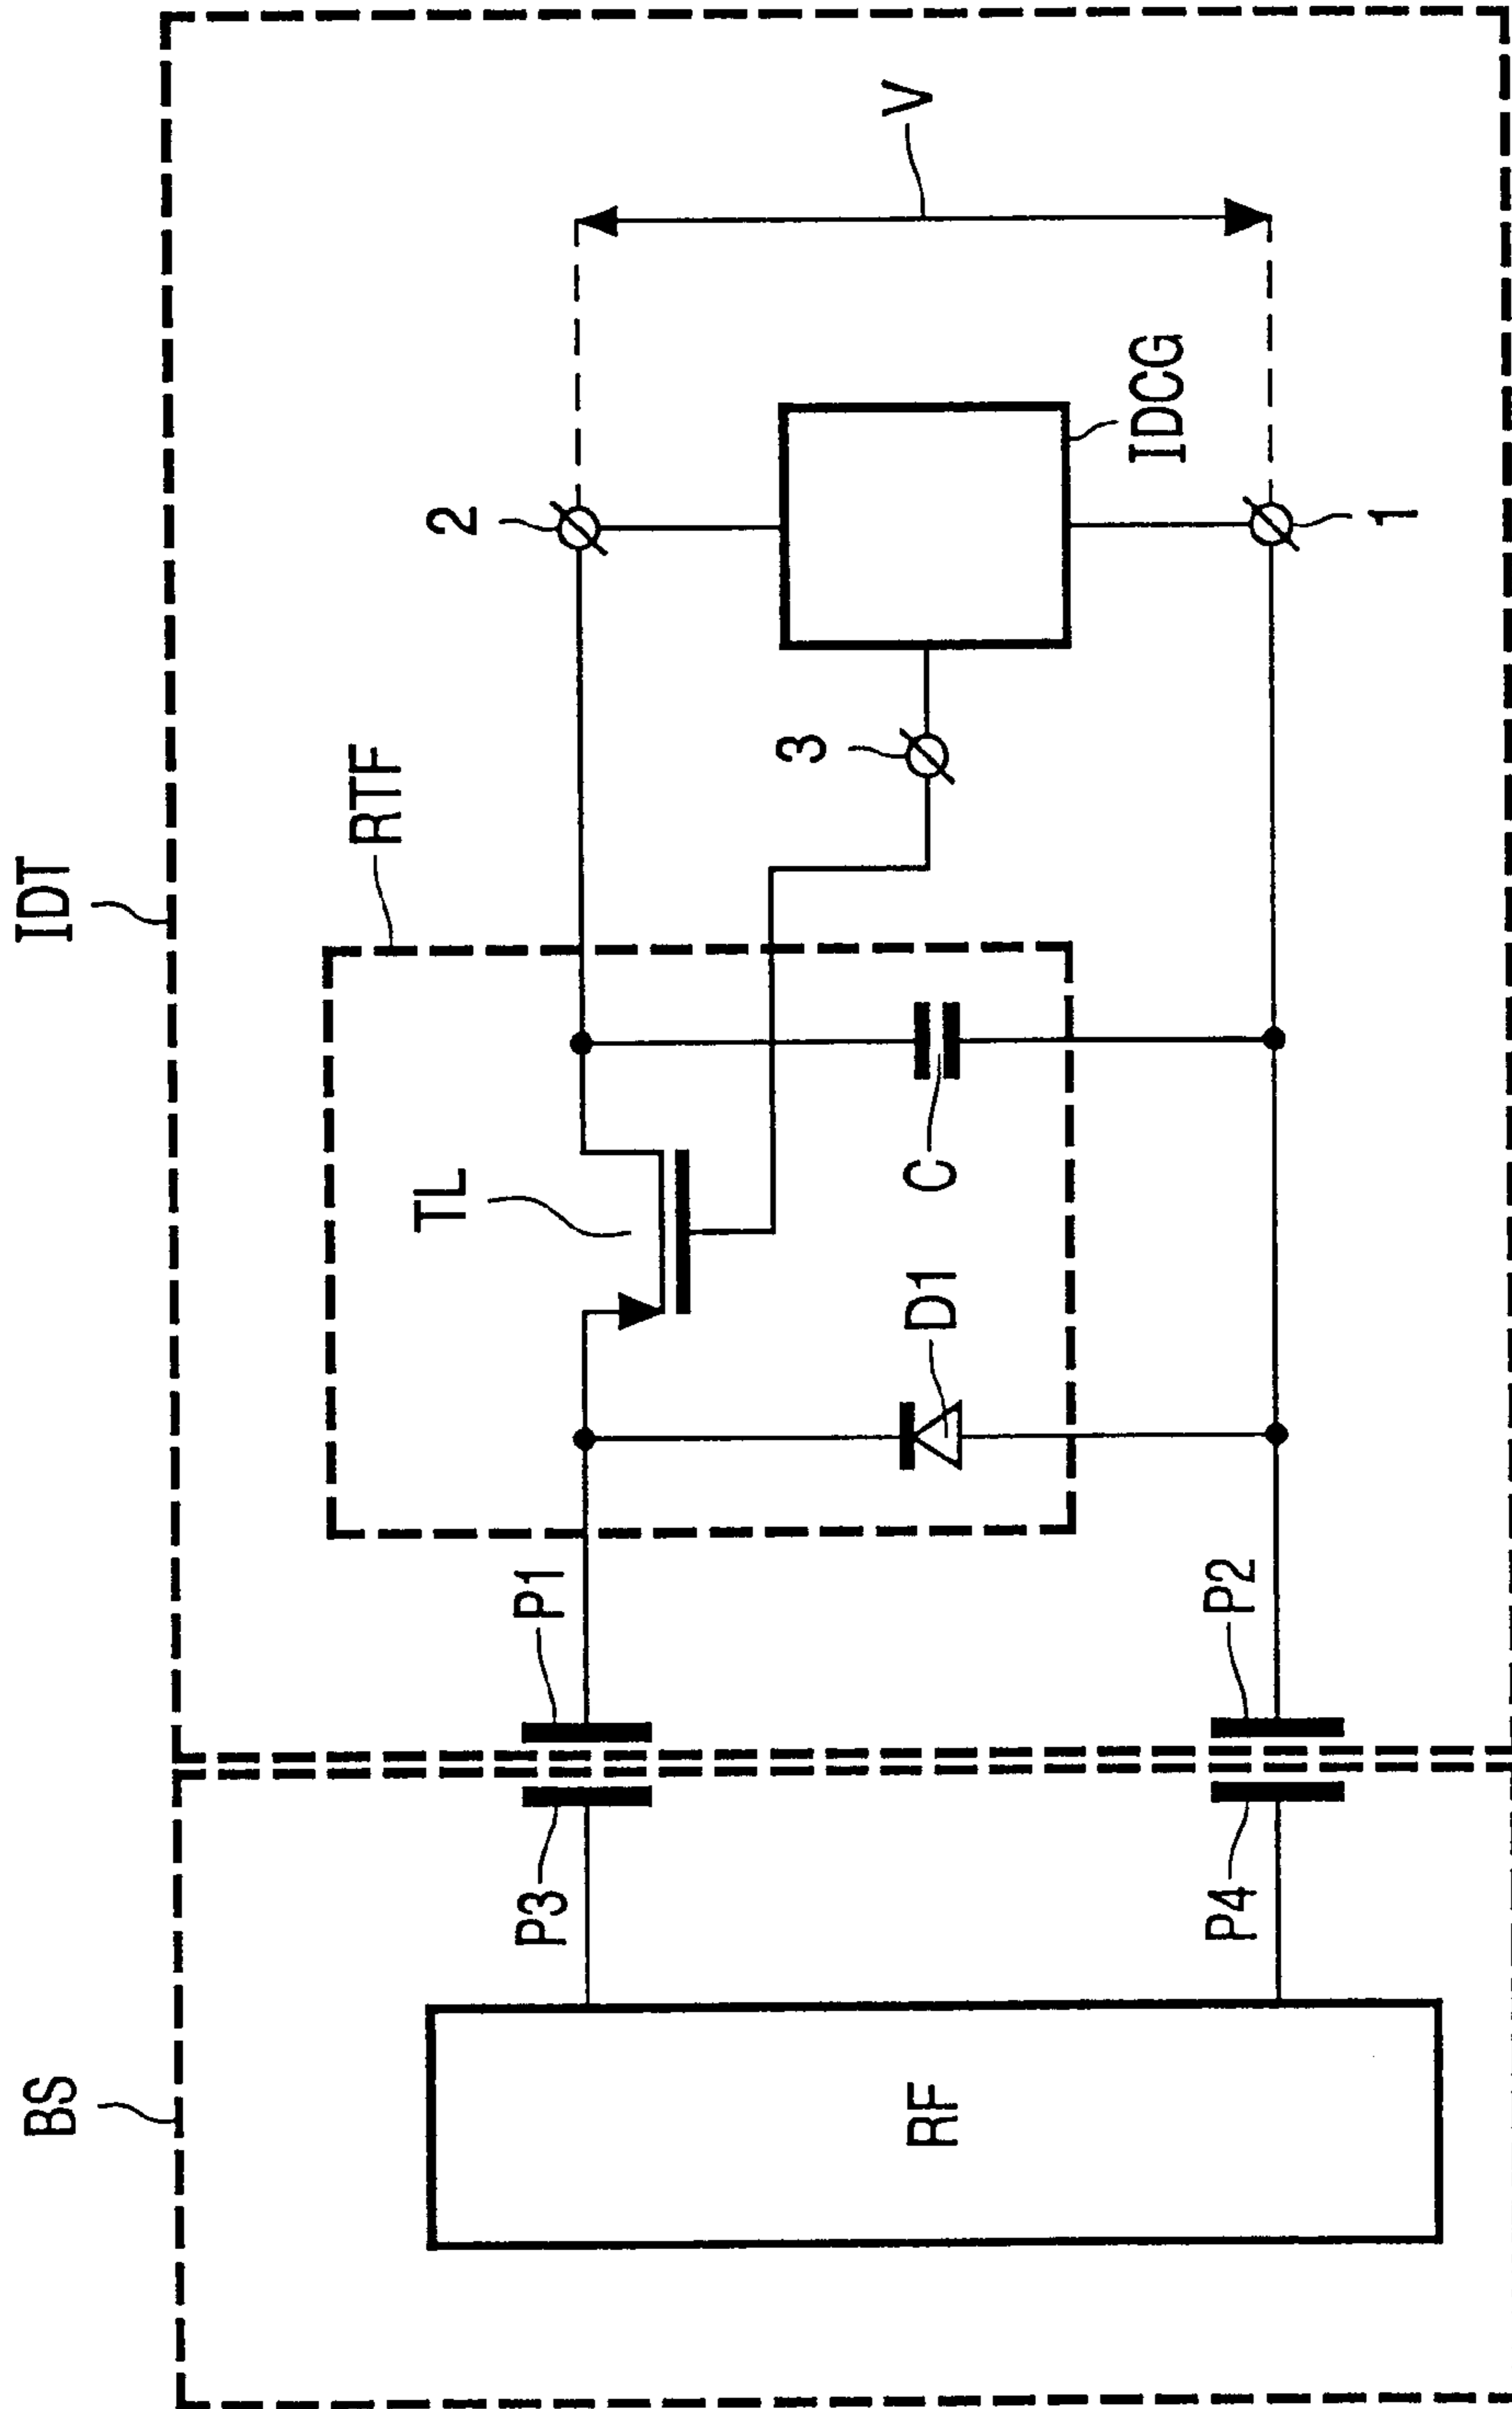 BS
IDT
RTF
RF
P3
P1
P4
P2
TL
D1
C
3
2
1
IDCG
V